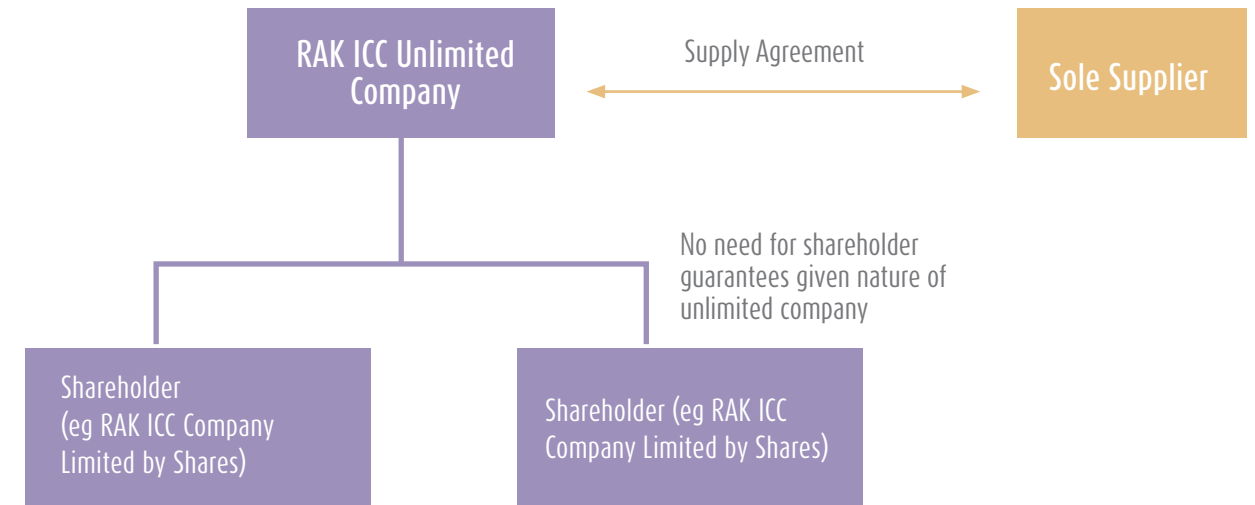 RAK ICC Unlimited
Company
Supply Agreement
Sole Supplier
No need for shareholder
guarantees given nature of
unlimited company
Shareholder
(eg RAK ICC Company
Limited by Shares)
Shareholder (eg RAK ICC
Company Limited by Shares)